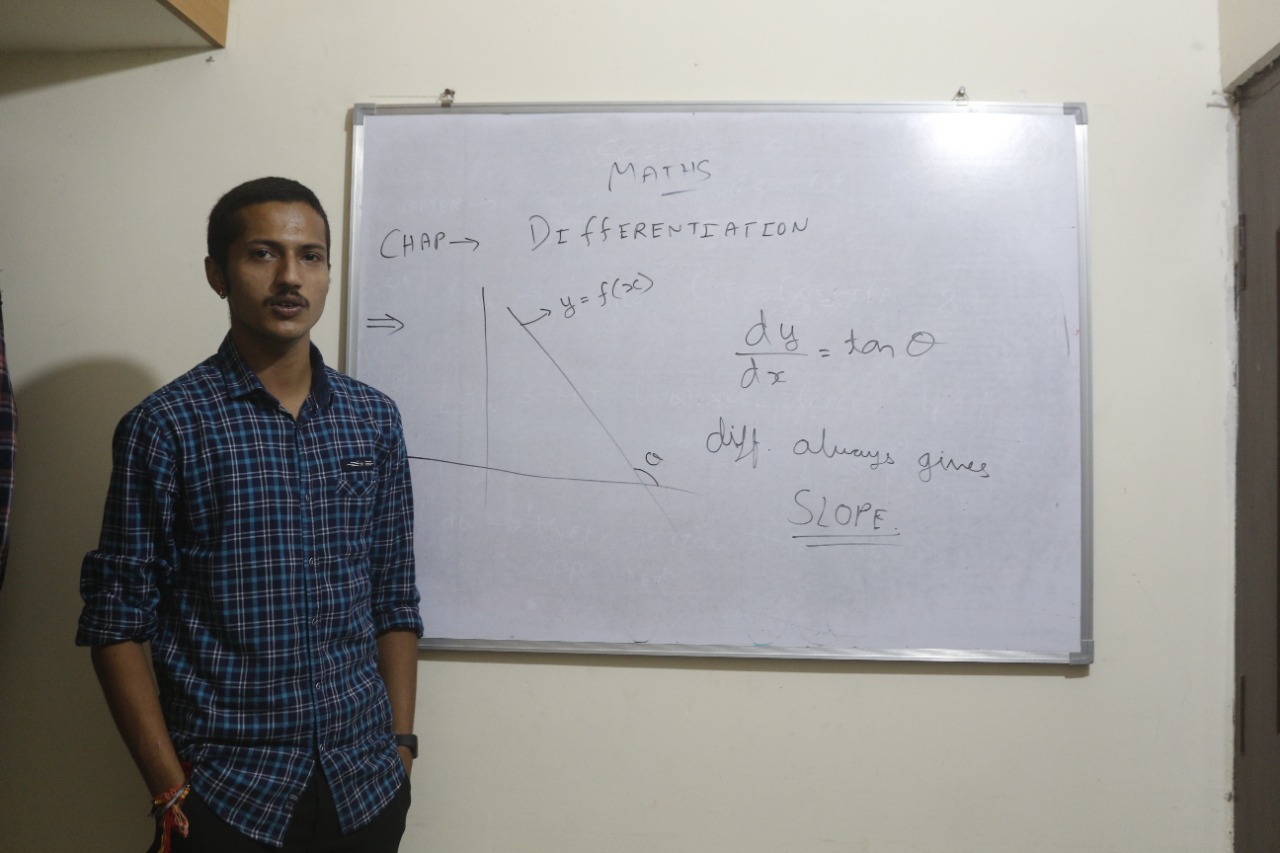 MATHS
CHAP→ DIffERENTIATION
⇒
y = f(x)
dy/dx = tan θ
θ
diff. always gives
SLOPE.